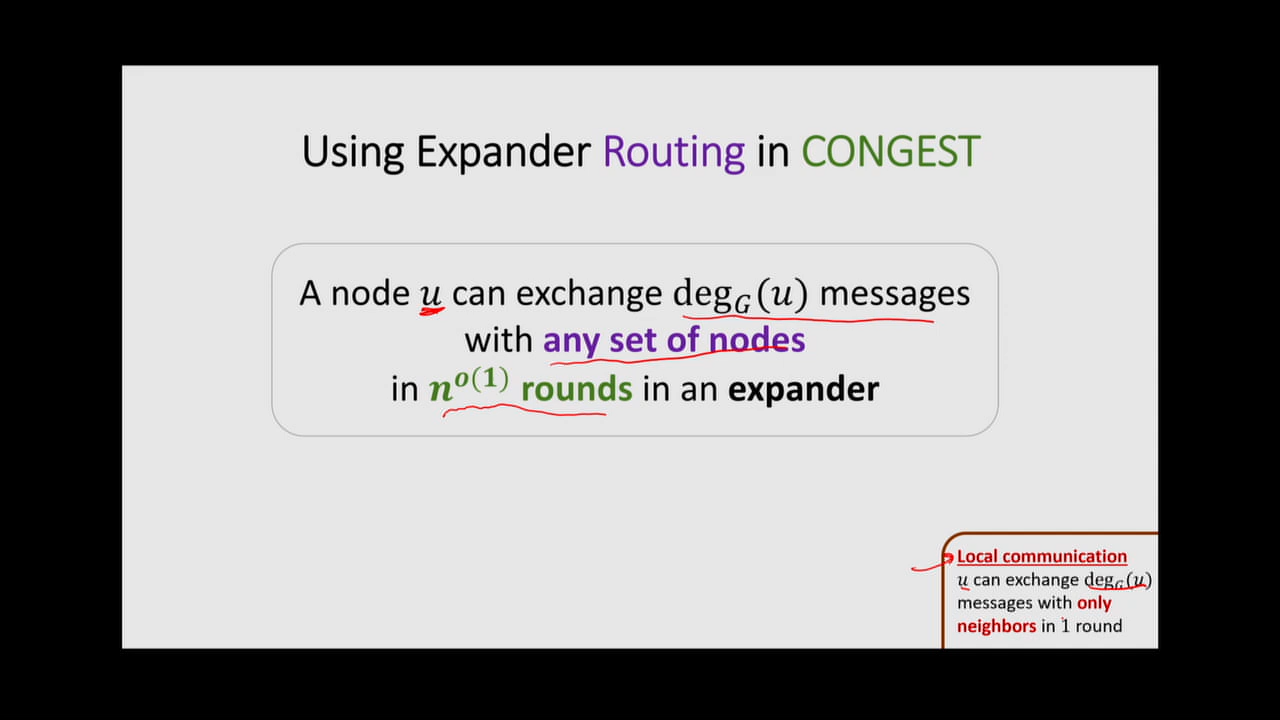 Using Expander Routing in CONGEST
A node u can exchange deg_G(u) messages
with any set of nodes
in n^{o(1)} rounds in an expander
Local communication
u can exchange deg_G(u)
messages with only
neighbors in 1 round